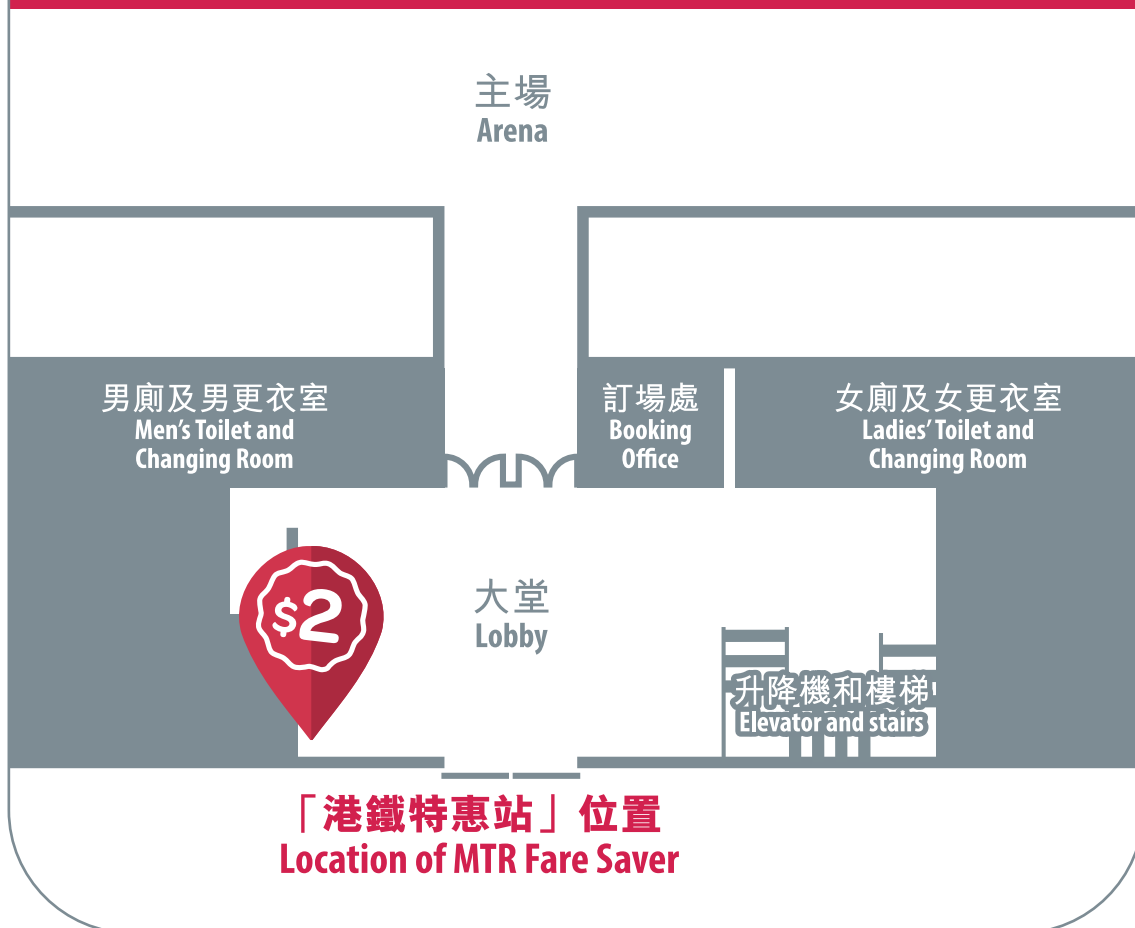 主場
Arena
男廁及男更衣室
Men's Toilet and
Changing Room
訂場處
Booking
Office
女廁及女更衣室
Ladies' Toilet and
Changing Room
$2
大堂
Lobby
升降機和樓梯
Elevator and stairs
「港鐵特惠站」位置
Location of MTR Fare Saver